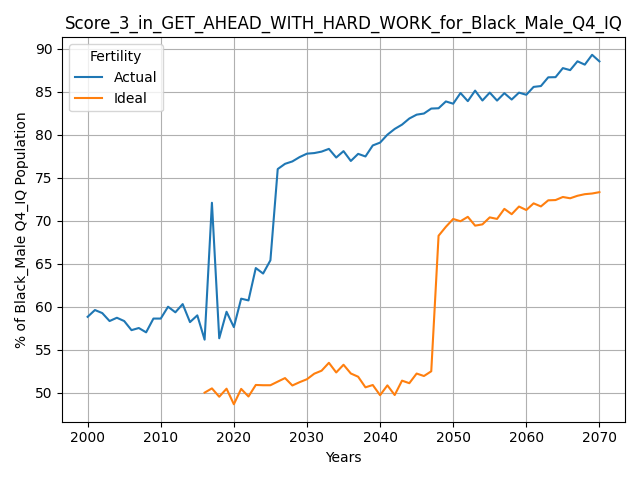 Score_3_in_GET_AHEAD_WITH_HARD_WORK_for_Black_Male_Q4_IQ
Fertility
Actual
Ideal
% of Black_Male Q4_IQ Population
90
85
80
75
70
65
60
55
50
2000 2010 2020 2030 2040 2050 2060 2070
Years